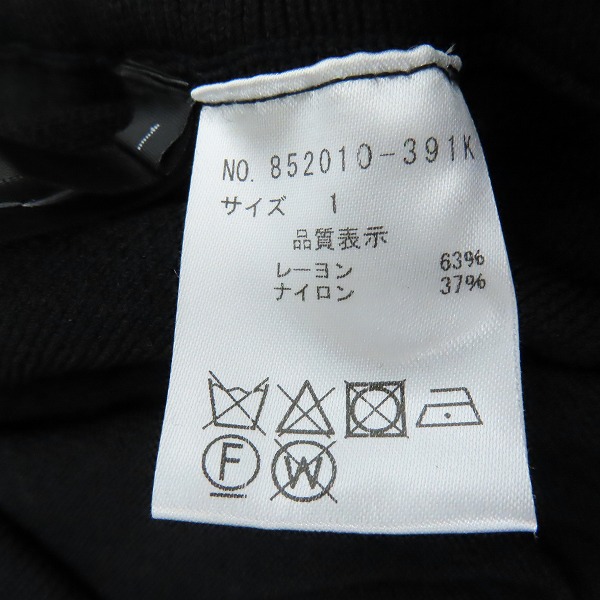 NO. 852010-391K
サイズ 1
品質表示
レーヨン 63%
ナイロン 37%
F W